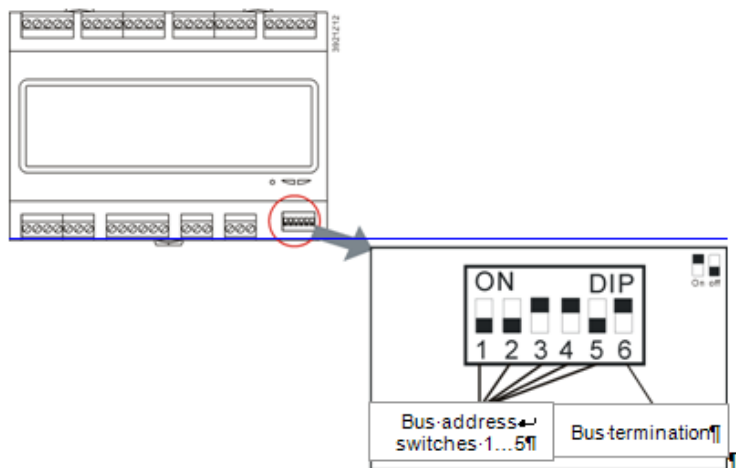 3921Z12
ON DIP
On off
1 2 3 4 5 6
Bus·address↵
switches·1...5¶
Bus·termination¶
¶